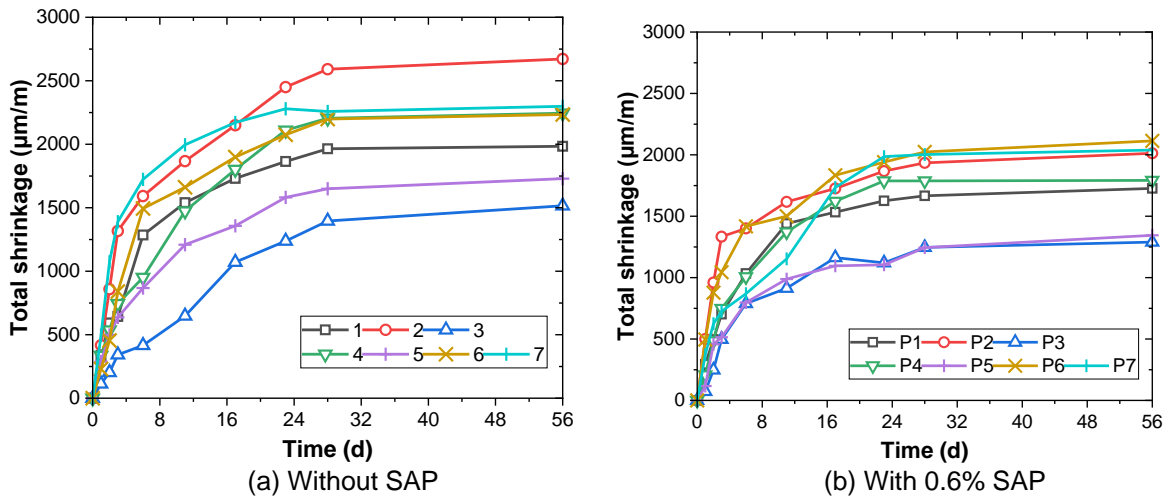 3000
2500
2000
1500
1000
500
0
Total shrinkage (μm/m)
0 8 16 24 32 40 48 56
Time (d)
1 2 3
4 5 6 7
(a) Without SAP
3000
2500
2000
1500
1000
500
0
Total shrinkage (μm/m)
0 8 16 24 32 40 48 56
Time (d)
P1 P2 P3
P4 P5 P6 P7
(b) With 0.6% SAP